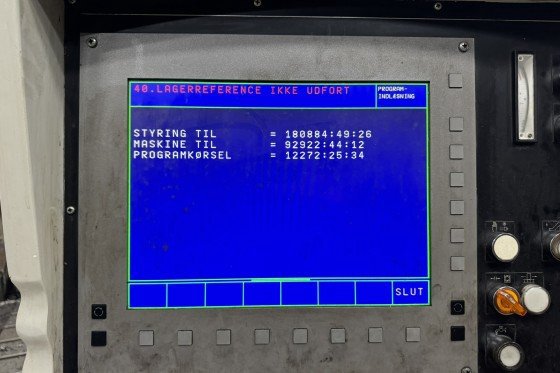 40.LAGERREFERENCE IKKE UDFORT
PROGRAM-
INDLÆSNING
STYRING TIL = 180884:49:26
MASKINE TIL = 92922:44:12
PROGRAMKØRSEL = 12272:25:34
SLUT